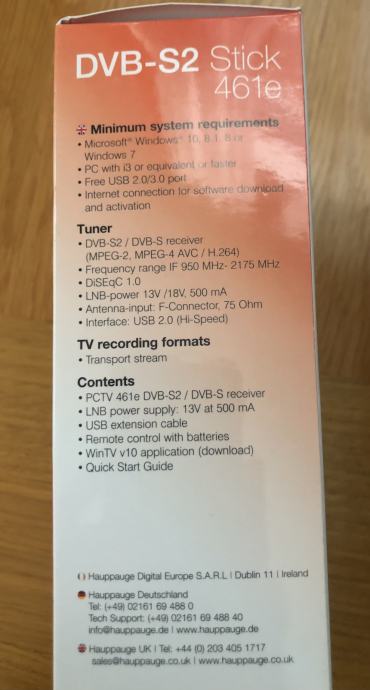 DVB-S2 Stick
461e
Minimum system requirements
• Microsoft® Windows® 10, 8.1, 8 or
Windows 7
• PC with i3 or equivalent or faster
• Free USB 2.0/3.0 port
• Internet connection for software download
and activation
Tuner
• DVB-S2 / DVB-S receiver
(MPEG-2, MPEG-4 AVC / H.264)
• Frequency range IF 950 MHz- 2175 MHz
• DiSEqC 1.0
• LNB-power 13V /18V, 500 mA
• Antenna-input: F-Connector, 75 Ohm
• Interface: USB 2.0 (Hi-Speed)
TV recording formats
• Transport stream
Contents
• PCTV 461e DVB-S2 / DVB-S receiver
• LNB power supply: 13V at 500 mA
• USB extension cable
• Remote control with batteries
• WinTV v10 application (download)
• Quick Start Guide
Hauppauge Digital Europe S.A.R.L | Dublin 11 | Ireland
Hauppauge Deutschland
Tel: (+49) 02161 69 488 0
Tech Support: (+49) 02161 69 488 40
info@hauppauge.de | www.hauppauge.de
Hauppauge UK | Tel: +44 (0) 203 405 1717
sales@hauppauge.co.uk | www.hauppauge.co.uk